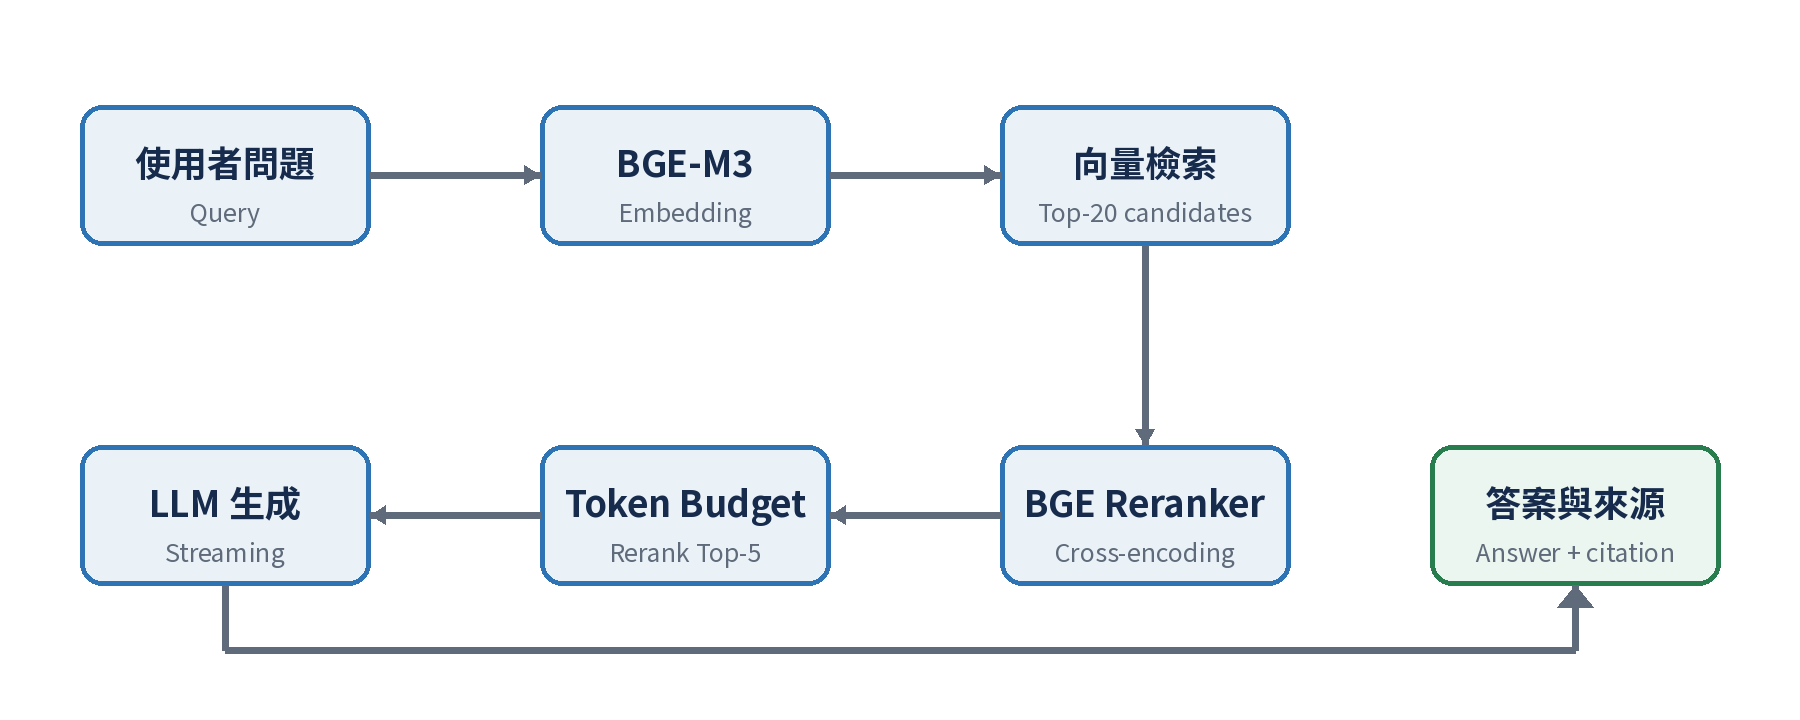 使用者問題
Query
BGE-M3
Embedding
向量檢索
Top-20 candidates
LLM 生成
Streaming
Token Budget
Rerank Top-5
BGE Reranker
Cross-encoding
答案與來源
Answer + citation